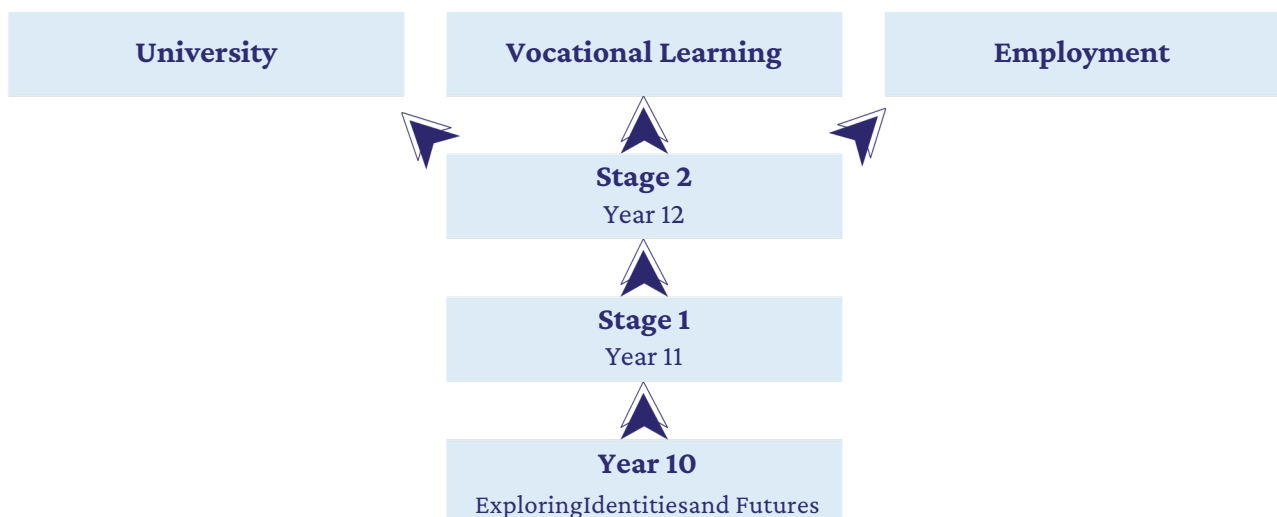 University
Vocational Learning
Employment
Stage 2
Year 12
Stage 1
Year 11
Year 10
ExploringIdentitiesand Futures